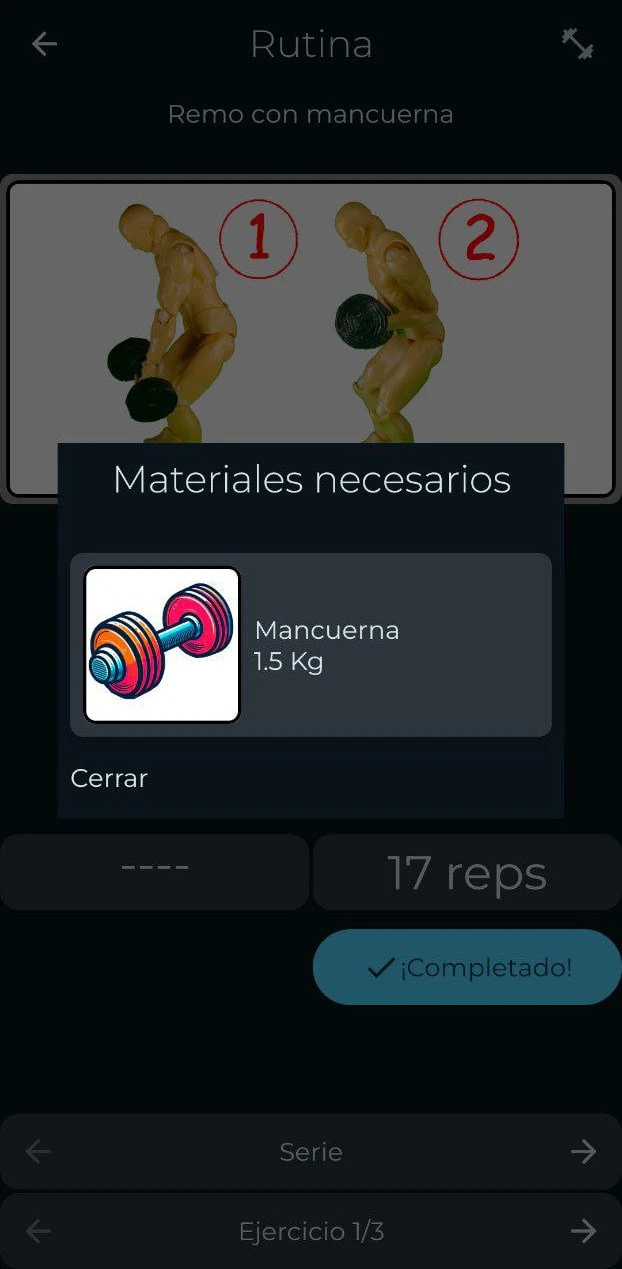 Rutina
Remo con mancuerna
1
2
Materiales necesarios
Mancuerna
1.5 Kg
Cerrar
----
17 reps
¡Completado!
Serie
Ejercicio 1/3